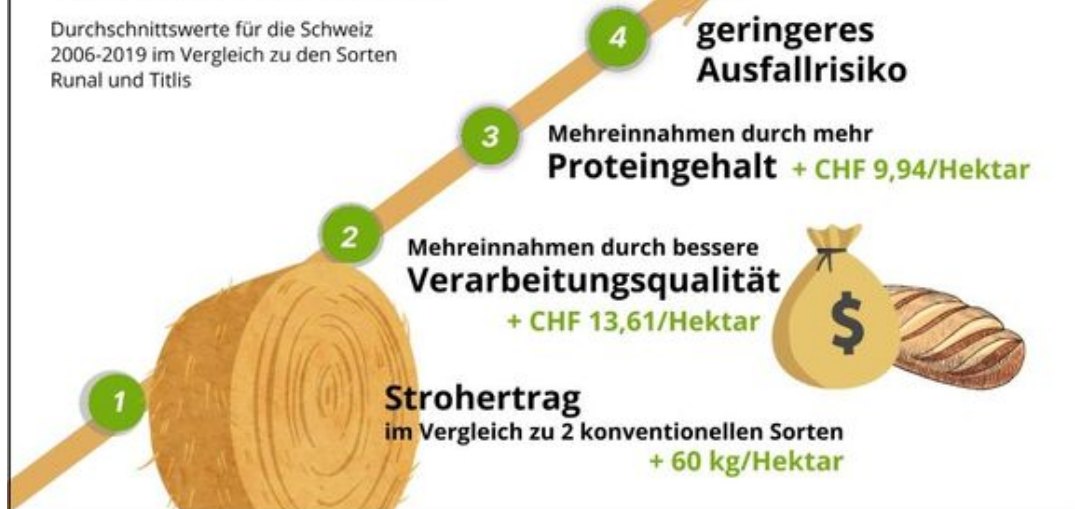 Durchschnittswerte für die Schweiz
2006-2019 im Vergleich zu den Sorten
Runal und Titlis
4
geringeres
Ausfallrisiko
3
Mehreinnahmen durch mehr
Proteingehalt + CHF 9,94/Hektar
2
Mehreinnahmen durch bessere
Verarbeitungsqualität
+ CHF 13,61/Hektar
$
1
Strohertrag
im Vergleich zu 2 konventionellen Sorten
+ 60 kg/Hektar